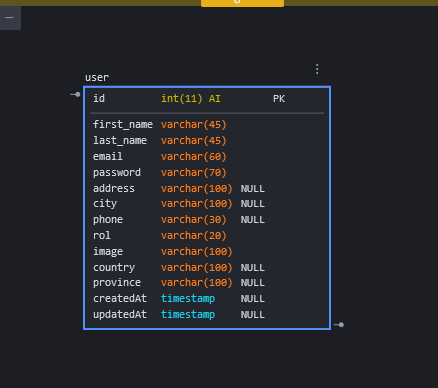 user
id int(11) AI PK
first_name varchar(45)
last_name varchar(45)
email varchar(60)
password varchar(70)
address varchar(100) NULL
city varchar(100) NULL
phone varchar(30) NULL
rol varchar(20)
image varchar(100)
country varchar(100) NULL
province varchar(100) NULL
createdAt timestamp NULL
updatedAt timestamp NULL